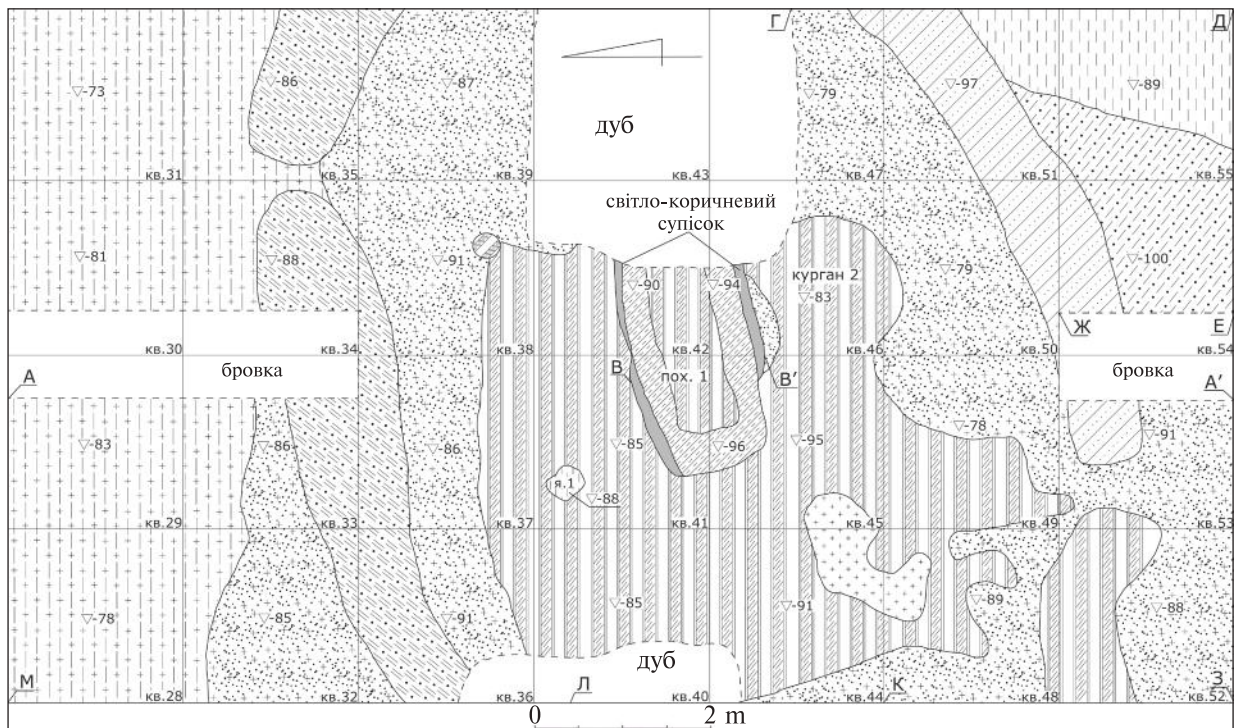 Г
Д
▽-73
▽-86
▽-87
▽-79
▽-97
▽-89
дуб
кв.31
кв.35
кв.39
кв.43
кв.47
кв.51
кв.55
світло-коричневий
супісок
▽-81
▽-88
▽-91
▽-90
▽-94
курган 2
▽-83
▽-79
▽-100
Ж
Е
кв.30
кв.34
кв.38
кв.42
кв.46
кв.50
кв.54
бровка
бровка
А
В
пох. 1
В'
А'
▽-83
▽-86
▽-86
▽-85
▽-96
▽-95
▽-78
▽-91
я.1
▽-88
кв.29
кв.33
кв.37
кв.41
кв.45
кв.49
кв.53
▽-78
▽-85
▽-91
▽-85
▽-91
▽-89
▽-88
дуб
М
Л
К
З
кв.28
кв.32
кв.36
кв.40
кв.44
кв.48
кв.52
0 2 m